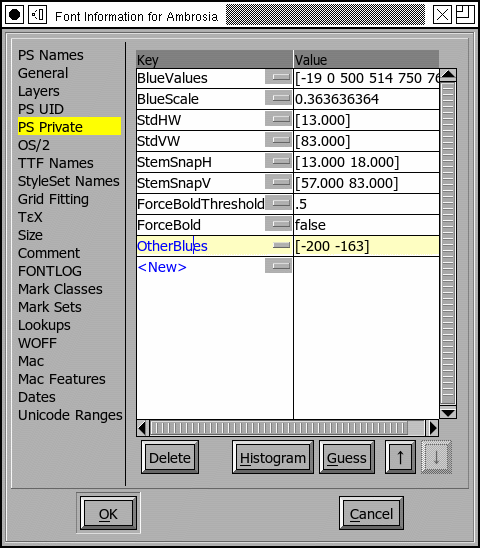 Font Information for Ambrosia
PS Names
General
Layers
PS UID
PS Private
OS/2
TTF Names
StyleSet Names
Grid Fitting
ΤεΧ
Size
Comment
FONTLOG
Mark Classes
Mark Sets
Lookups
WOFF
Mac
Mac Features
Dates
Unicode Ranges
Key Value
BlueValues [-19 0 500 514 750 76
BlueScale 0.363636364
StdHW [13.000]
StdVW [83.000]
StemSnapH [13.000 18.000]
StemSnapV [57.000 83.000]
ForceBoldThreshold .5
ForceBold false
OtherBlues [-200 -163]
<New>
Delete Histogram Guess ↑ ↓
OK Cancel